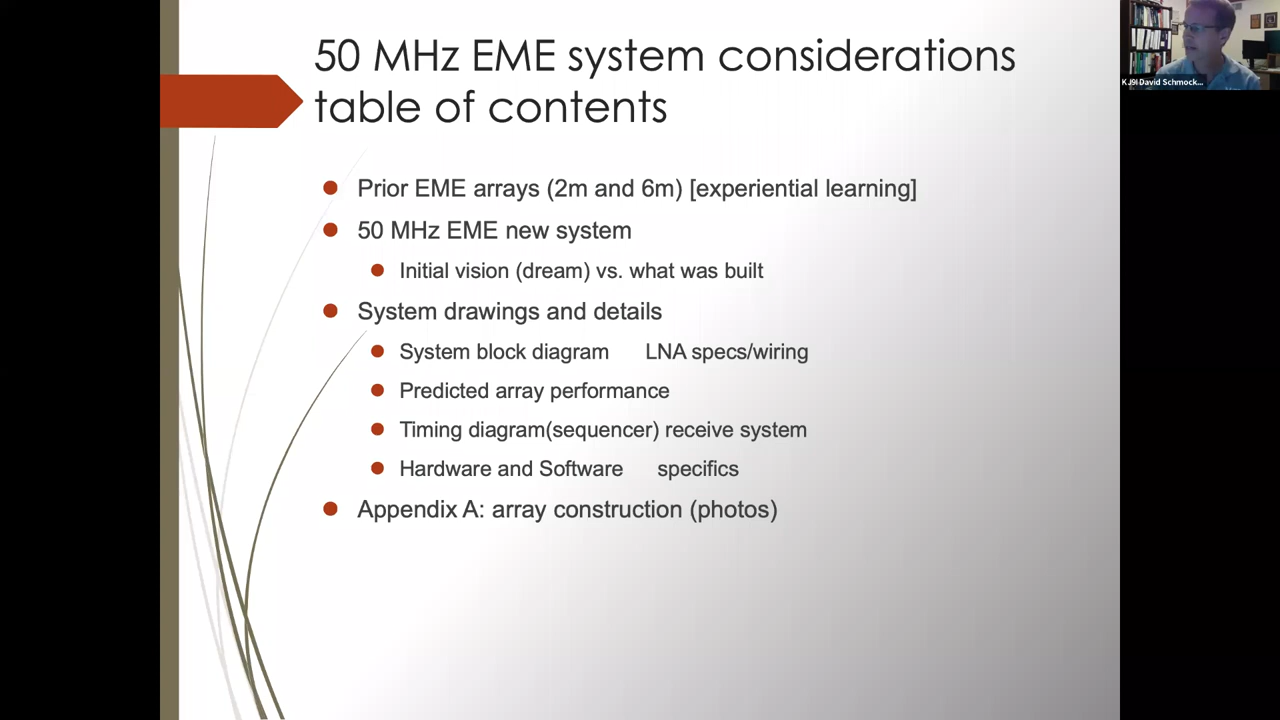 50 MHz EME system considerations
table of contents
Prior EME arrays (2m and 6m) [experiential learning]
50 MHz EME new system
Initial vision (dream) vs. what was built
System drawings and details
System block diagram LNA specs/wiring
Predicted array performance
Timing diagram(sequencer) receive system
Hardware and Software specifics
Appendix A: array construction (photos)
KJ9I David Schmock...